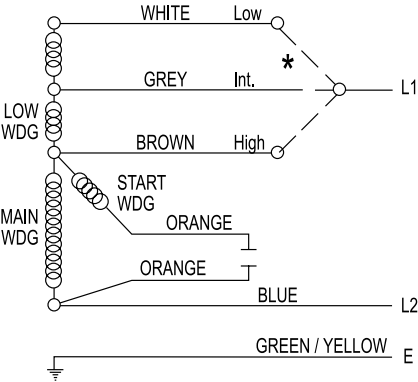 WHITE Low
*
GREY Int.
L1
LOW
WDG
BROWN High
START
WDG
MAIN
WDG
ORANGE
ORANGE
BLUE
L2
GREEN / YELLOW
E